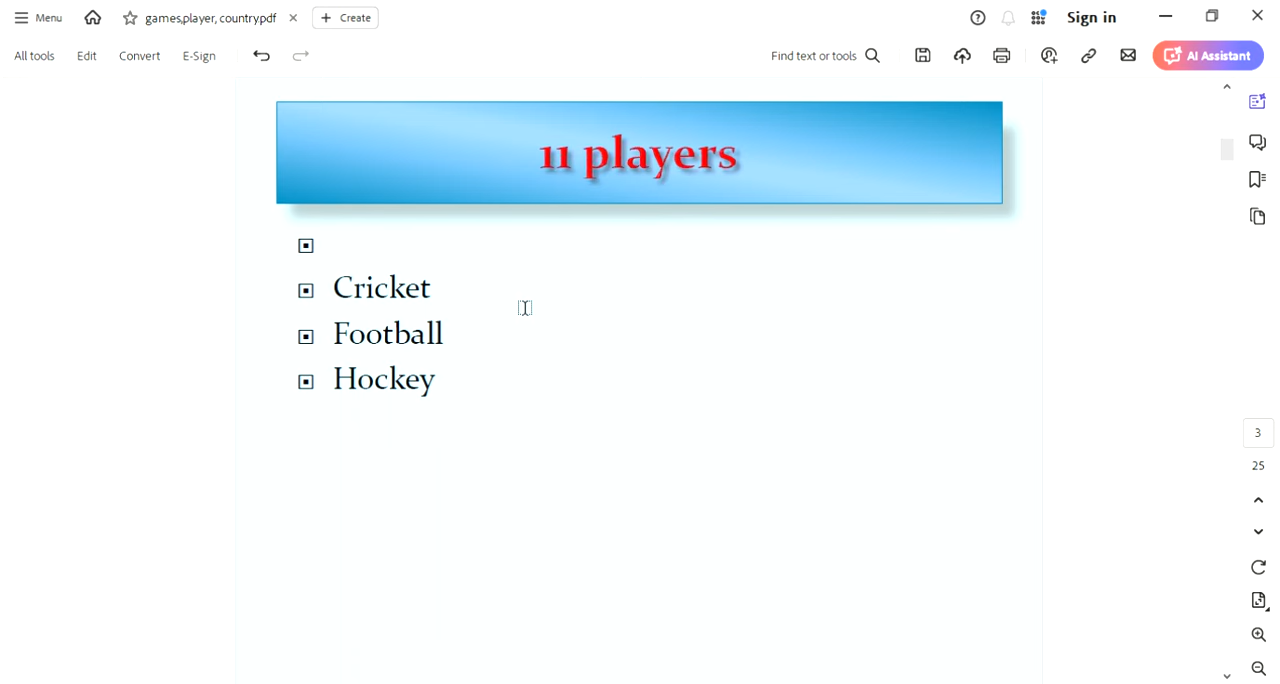 Menu games,player, country.pdf Create Sign in
All tools Edit Convert E-Sign Find text or tools AI Assistant
11 players
Cricket
Football
Hockey
3
25